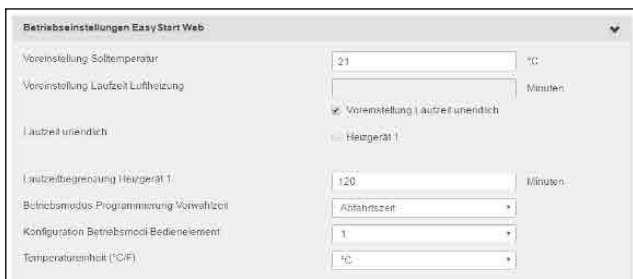 Betriebseinstellungen EasyStart Web
Voreinstellung Solltemperatur 21 °C
Voreinstellung Laufzeit Luftheizung Minuten
Voreinstellung Laufzeit unendlich
Laufzeit unendlich Heizgerät 1
Laufzeitbegrenzung Heizgerät 1 120 Minuten
Betriebsmodus Programmierung Vorwahlzeit Abfahrtszeit
Konfiguration Betriebsmodi Bedienelement 1
Temperatureinheit (°C/F) °C